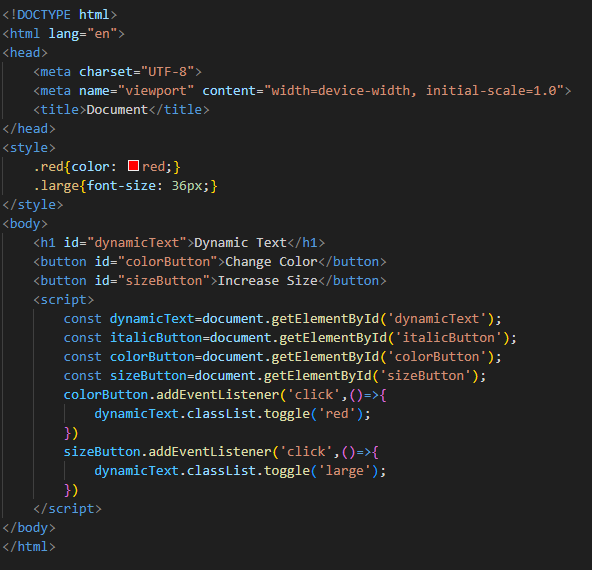 <!DOCTYPE html>
<html lang="en">
<head>
    <meta charset="UTF-8">
    <meta name="viewport" content="width=device-width, initial-scale=1.0">
    <title>Document</title>
</head>
<style>
    .red{color: red;}
    .large{font-size: 36px;}
</style>
<body>
    <h1 id="dynamicText">Dynamic Text</h1>
    <button id="colorButton">Change Color</button>
    <button id="sizeButton">Increase Size</button>
    <script>
        const dynamicText=document.getElementById('dynamicText');
        const italicButton=document.getElementById('italicButton');
        const colorButton=document.getElementById('colorButton');
        const sizeButton=document.getElementById('sizeButton');
        colorButton.addEventListener('click',()=>{
            dynamicText.classList.toggle('red');
        })
        sizeButton.addEventListener('click',()=>{
            dynamicText.classList.toggle('large');
        })
    </script>
</body>
</html>